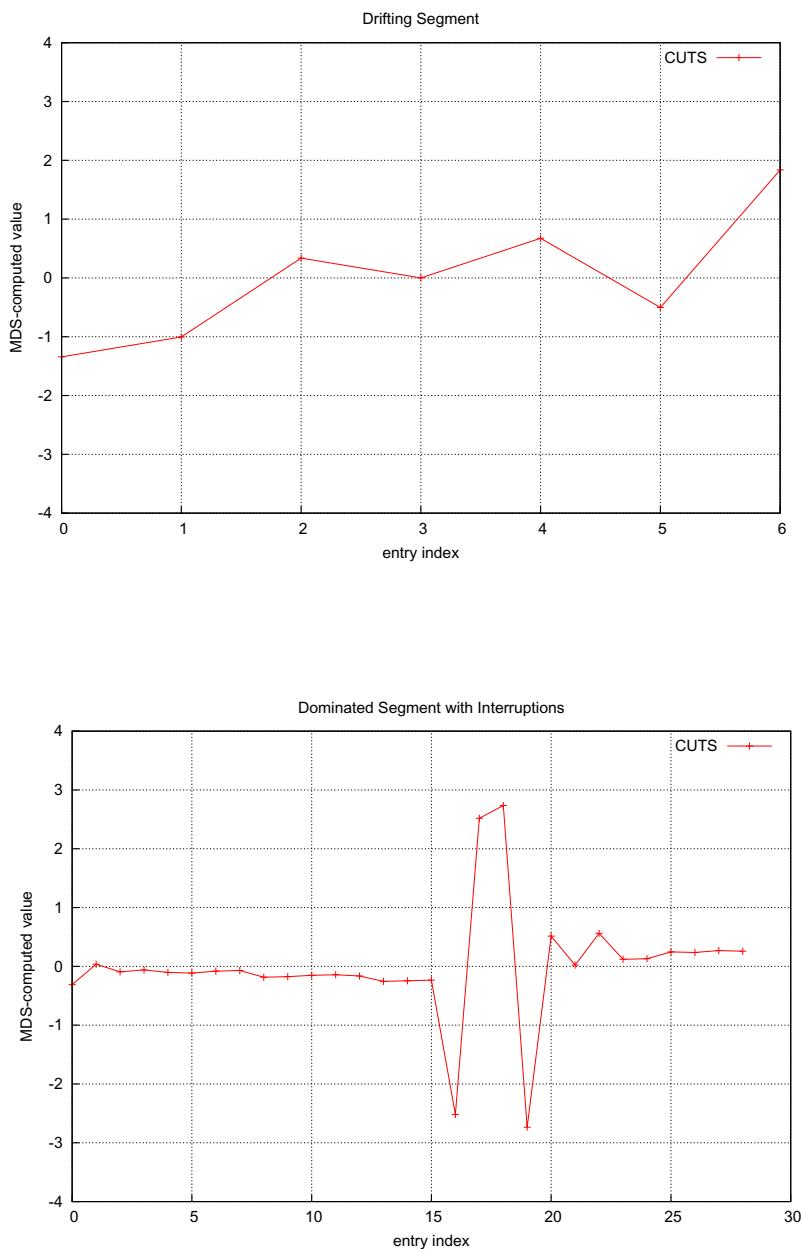 Drifting Segment
4
CUTS
3
2
1
0
-1
-2
-3
-4
MDS-computed value
0 1 2 3 4 5 6
entry index
Dominated Segment with Interruptions
4
CUTS
3
2
1
0
-1
-2
-3
-4
MDS-computed value
0 5 10 15 20 25 30
entry index